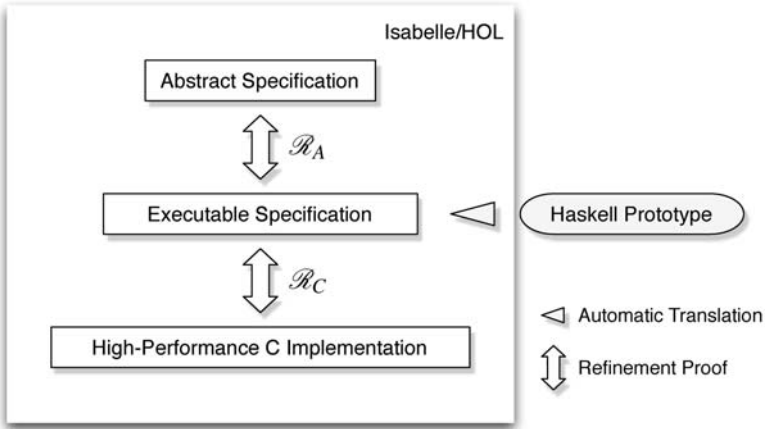 Isabelle/HOL
Abstract Specification
ℛA
Executable Specification
Haskell Prototype
ℛC
Automatic Translation
High-Performance C Implementation
Refinement Proof